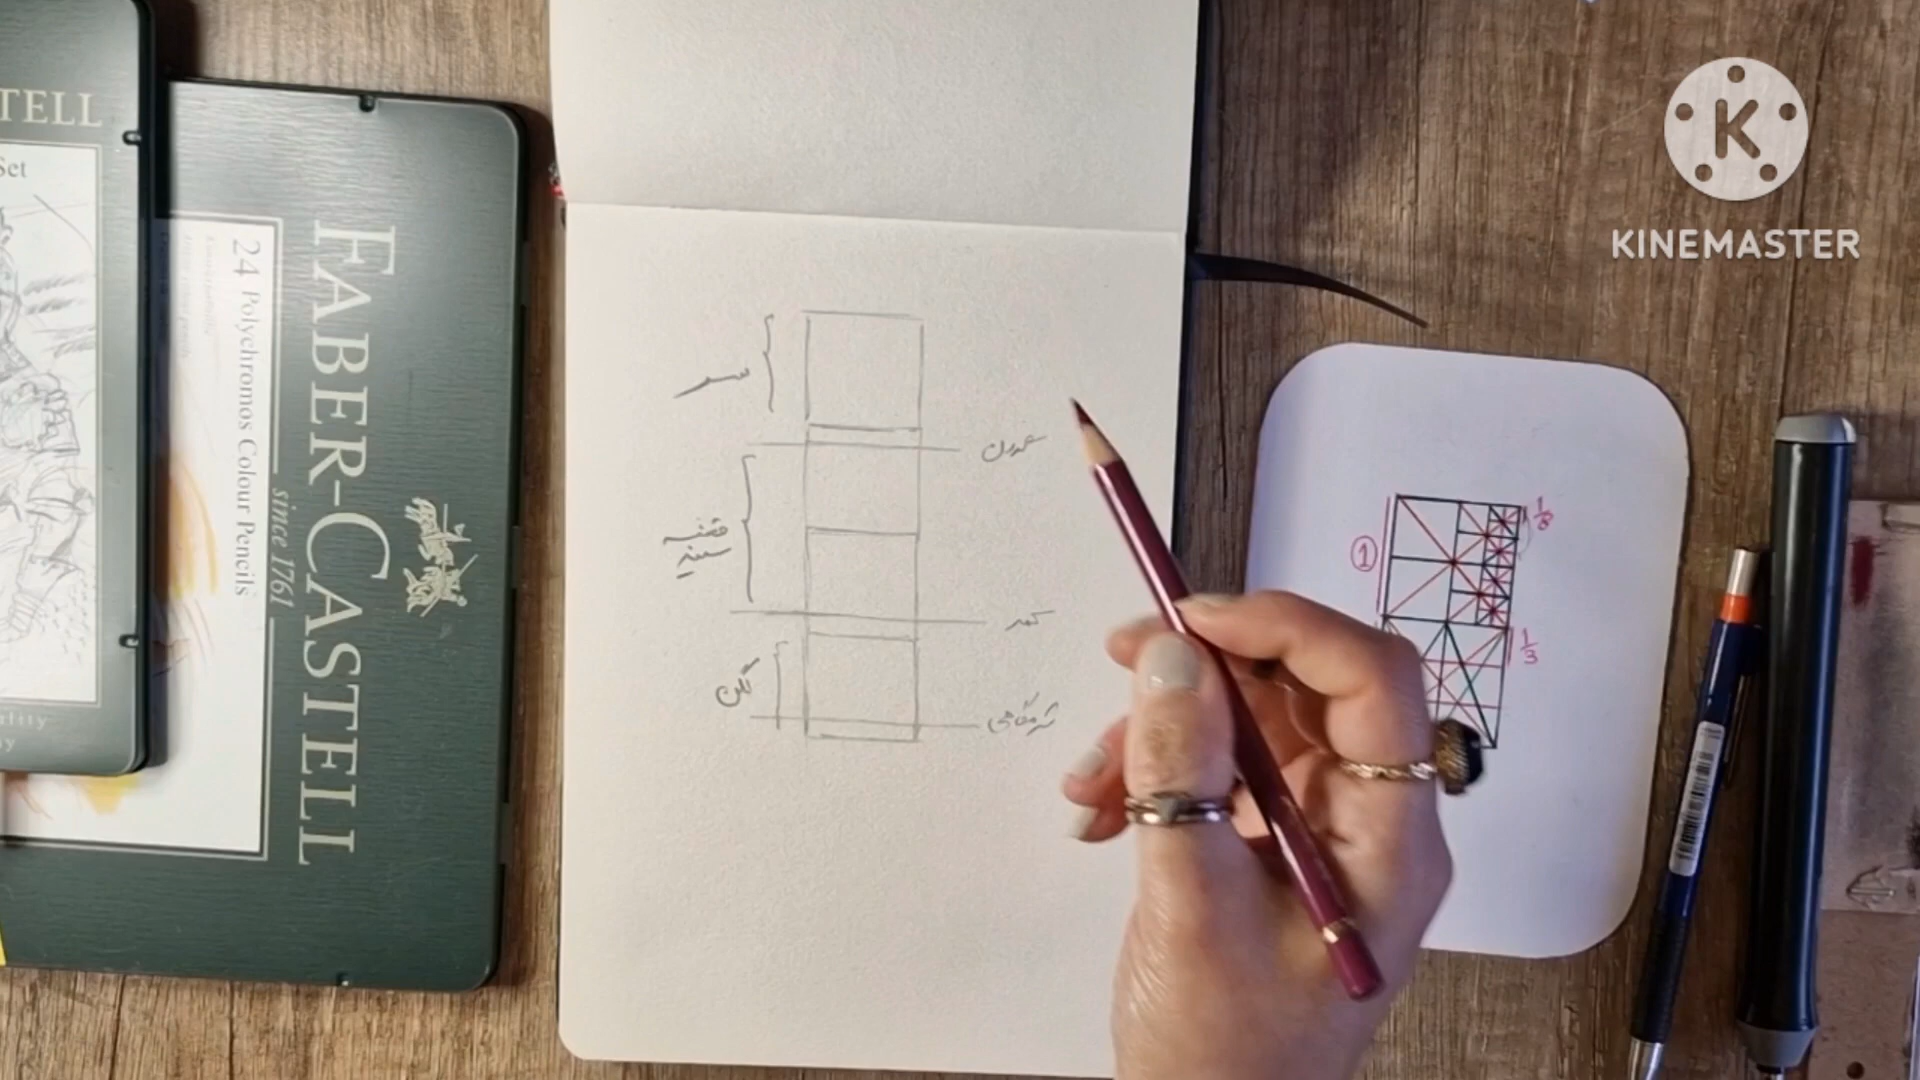 TELL
Set
FABER-CASTELL
since 1761
24 Polychromos Colour Pencils
سر
گردن
قفسه
سینه
کمر
لگن
شرمگاهی
1
1/8
1/3
K
KINEMASTER